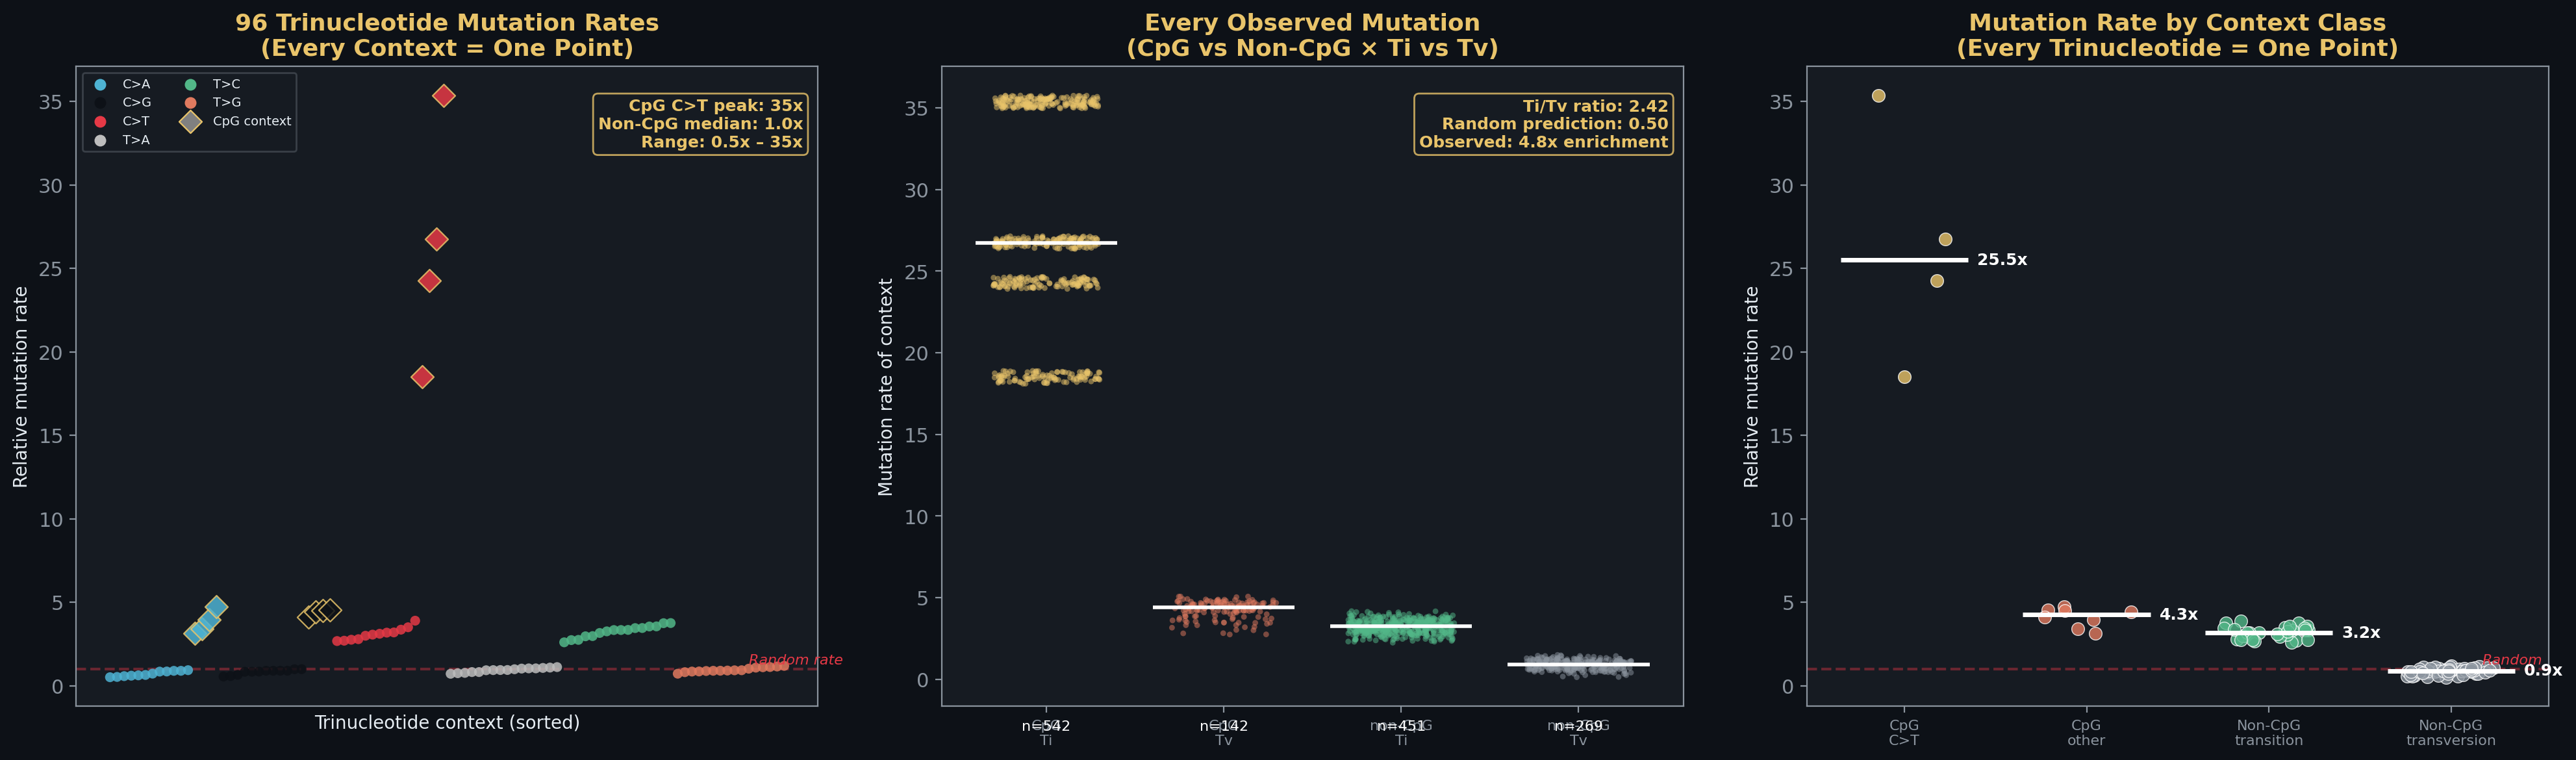 96 Trinucleotide Mutation Rates
(Every Context = One Point)
Relative mutation rate
35
30
25
20
15
10
5
0
C>A
C>G
C>T
T>A
T>C
T>G
CpG context
CpG C>T peak: 35x
Non-CpG median: 1.0x
Range: 0.5x – 35x
Random rate
Trinucleotide context (sorted)
Every Observed Mutation
(CpG vs Non-CpG × Ti vs Tv)
Mutation rate of context
35
30
25
20
15
10
5
0
Ti/Tv ratio: 2.42
Random prediction: 0.50
Observed: 4.8x enrichment
n=542
n=142
n=451
n=269
CpG
Ti
CpG
Tv
non-CpG
Ti
non-CpG
Tv
Mutation Rate by Context Class
(Every Trinucleotide = One Point)
Relative mutation rate
35
30
25
20
15
10
5
0
25.5x
4.3x
3.2x
0.9x
Random
CpG
C>T
CpG
other
Non-CpG
transition
Non-CpG
transversion